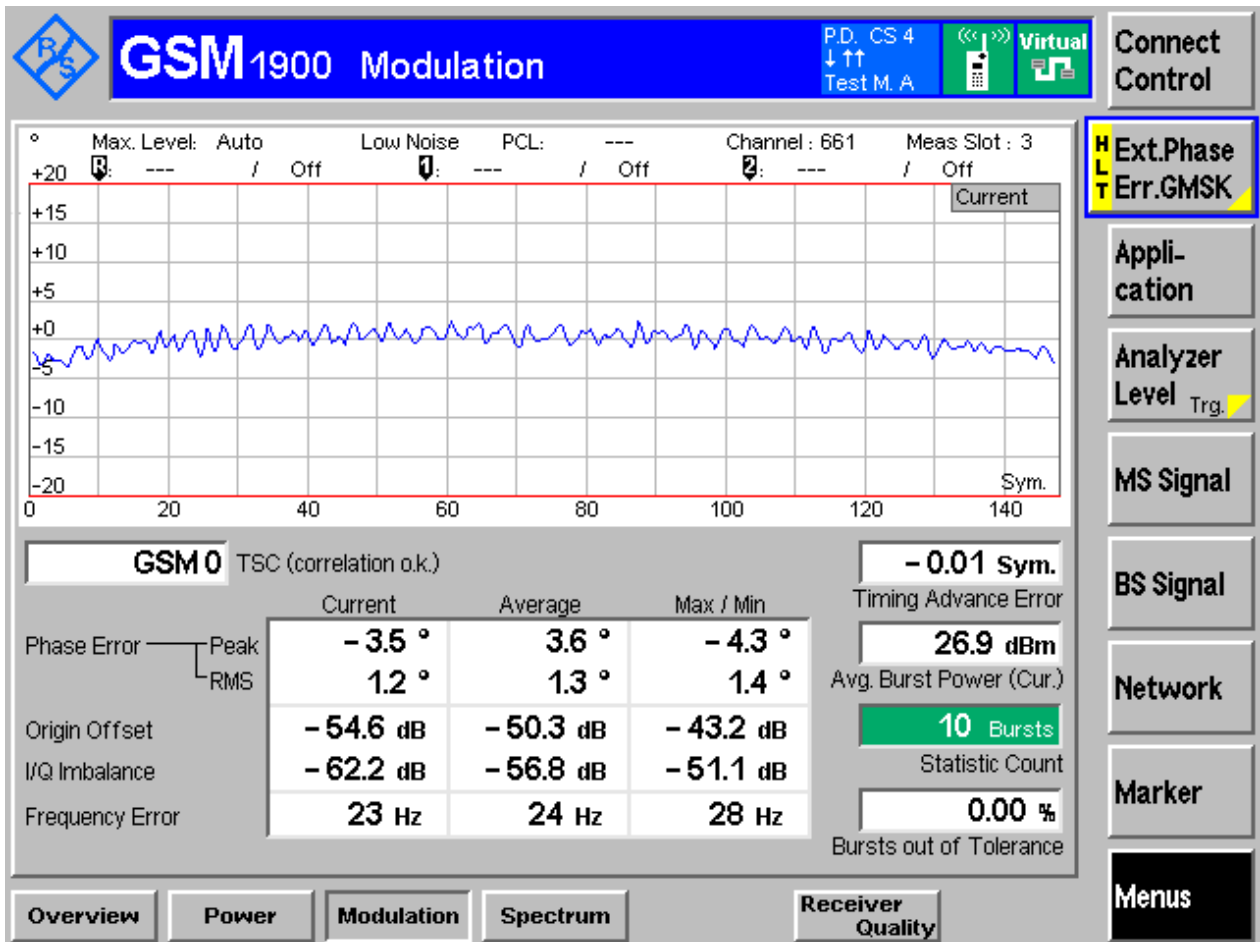 R/S
GSM 1900 Modulation
P.D. CS 4
↓ ↑↑
Test M. A
Virtual
Connect
Control
° Max. Level: Auto Low Noise PCL: --- Channel : 661 Meas Slot : 3
R: --- / Off 1: --- / Off 2: --- / Off
Current
+20
+15
+10
+5
+0
-5
-10
-15
-20
Sym.
0 20 40 60 80 100 120 140
GSM 0 TSC (correlation o.k.)
Current Average Max / Min
Phase Error Peak – 3.5 ° 3.6 ° – 4.3 °
RMS 1.2 ° 1.3 ° 1.4 °
Origin Offset – 54.6 dB – 50.3 dB – 43.2 dB
I/Q Imbalance – 62.2 dB – 56.8 dB – 51.1 dB
Frequency Error 23 Hz 24 Hz 28 Hz
– 0.01 Sym.
Timing Advance Error
26.9 dBm
Avg. Burst Power (Cur.)
10 Bursts
Statistic Count
0.00 %
Bursts out of Tolerance
HLT
Ext.Phase
Err.GMSK
Appli-
cation
Analyzer
Level Trg.
MS Signal
BS Signal
Network
Marker
Menus
Overview Power Modulation Spectrum Receiver
Quality